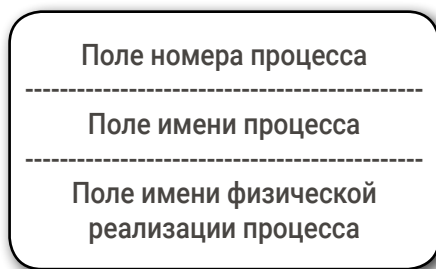 Поле номера процесса
Поле имени процесса
Поле имени физической
реализации процесса